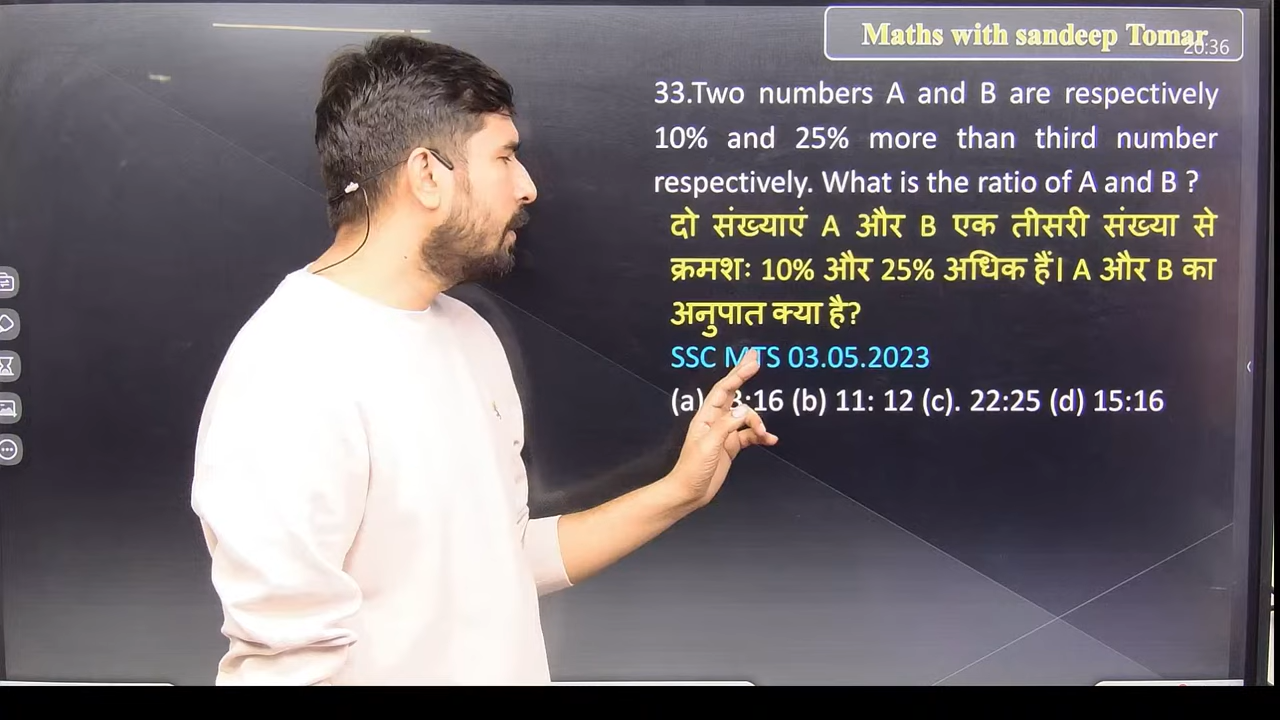 Maths with sandeep Tomar
20:36
33.Two numbers A and B are respectively
10% and 25% more than third number
respectively. What is the ratio of A and B ?
दो संख्याएं A और B एक तीसरी संख्या से
क्रमशः 10% और 25% अधिक हैं। A और B का
अनुपात क्या है?
SSC MTS 03.05.2023
(a) :16 (b) 11: 12 (c). 22:25 (d) 15:16